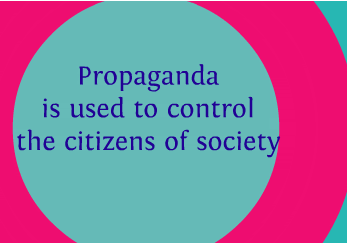 Propaganda
is used to control
the citizens of society